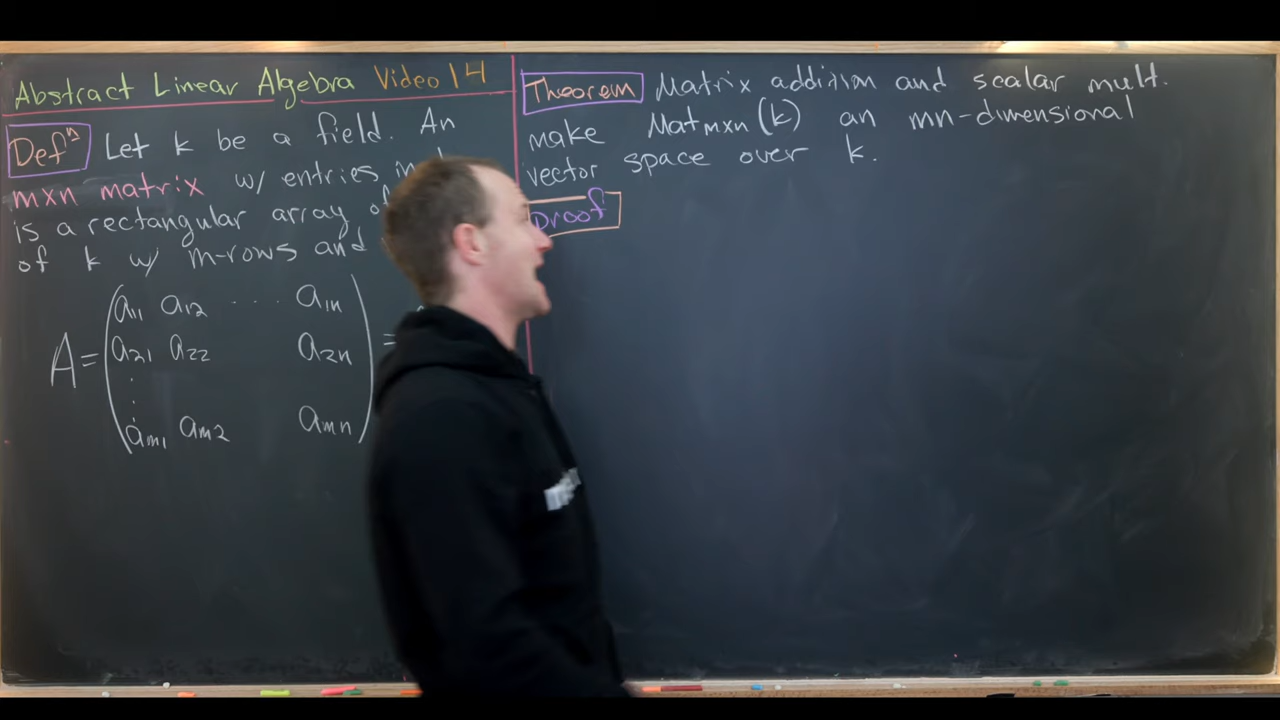 Abstract Linear Algebra Video 14
Defⁿ Let k be a field. An
mxn matrix w/ entries in
is a rectangular array
of k w/ m-rows and
A = ( a₁₁ a₁₂ ···· a₁ₙ ) =
a₂₁ a₂₂ a₂ₙ
⋮
aₘ₁ aₘ₂ aₘₙ
Theorem Matrix addition and scalar mult.
make Matₘₓₙ(k) an mn-dimensional
vector space over k.
Proof